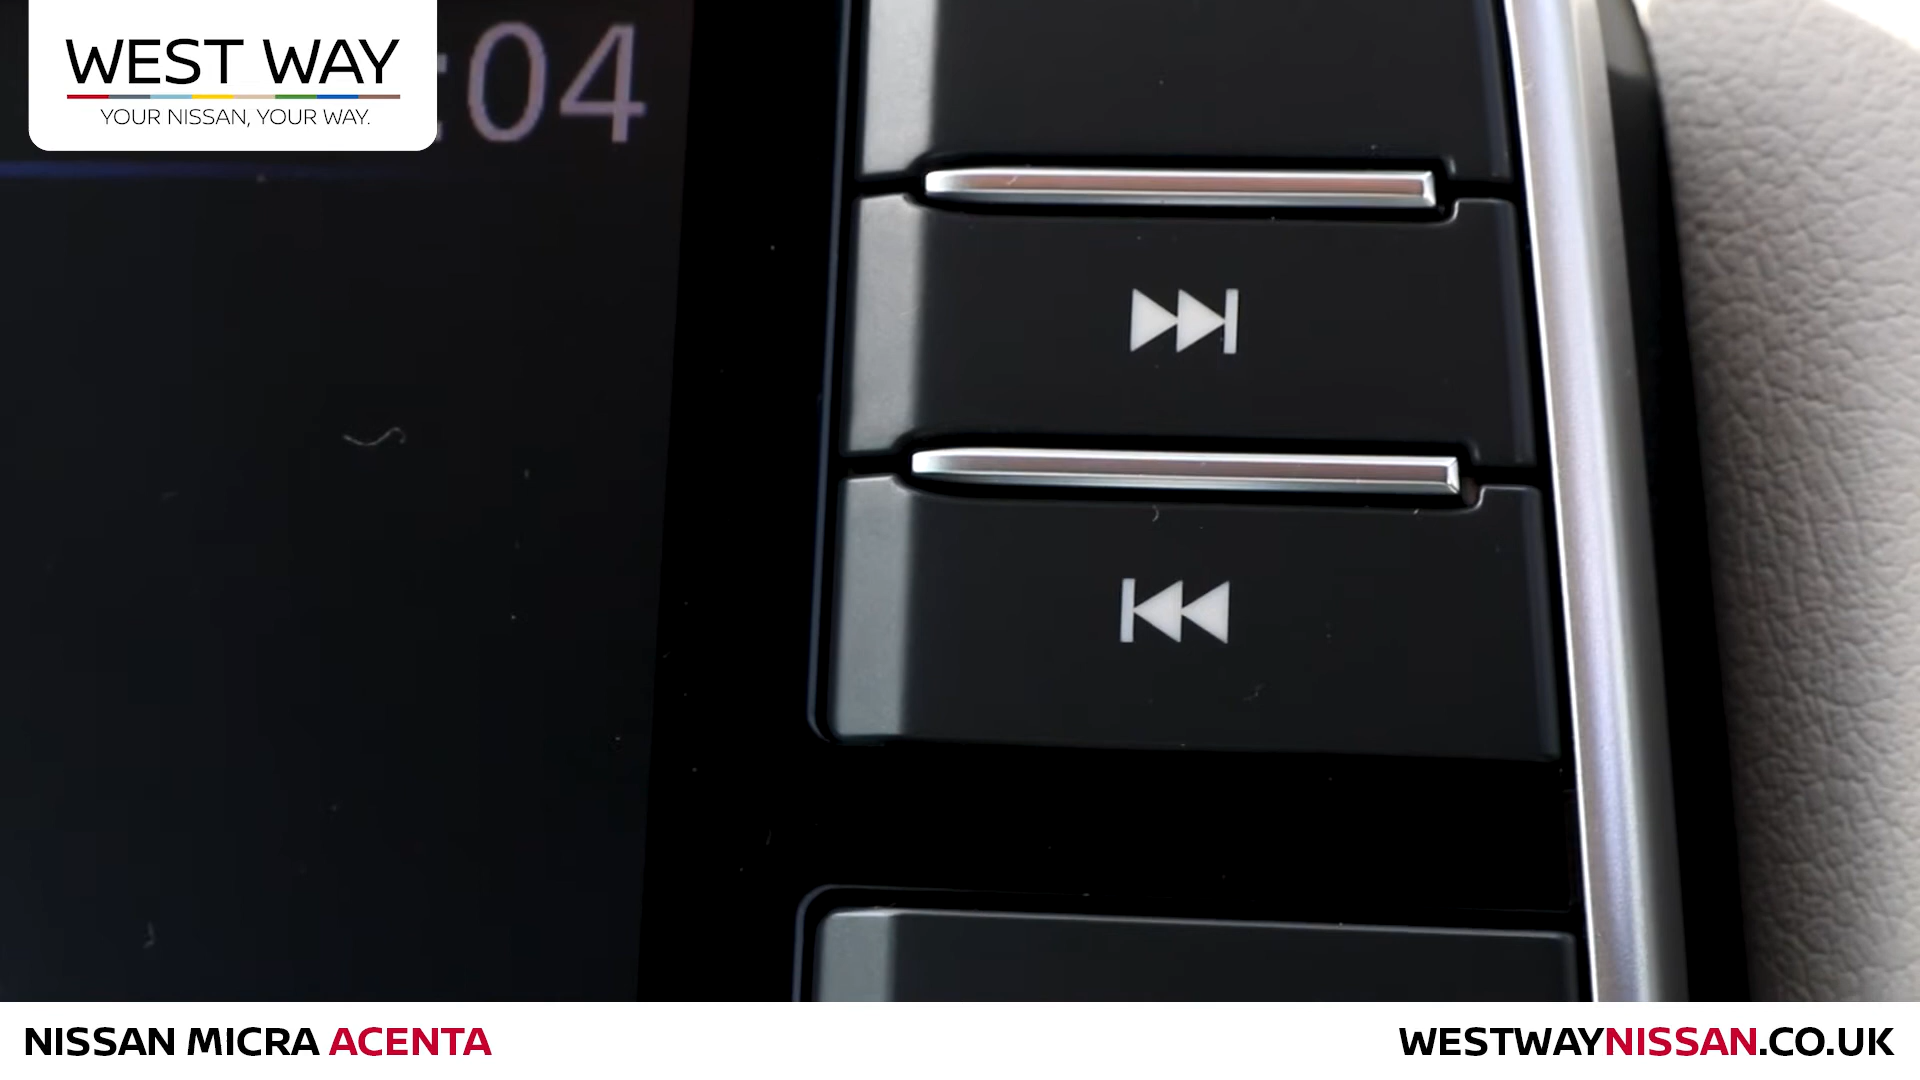 WEST WAY
YOUR NISSAN, YOUR WAY.
:04
NISSAN MICRA ACENTA
WESTWAYNISSAN.CO.UK